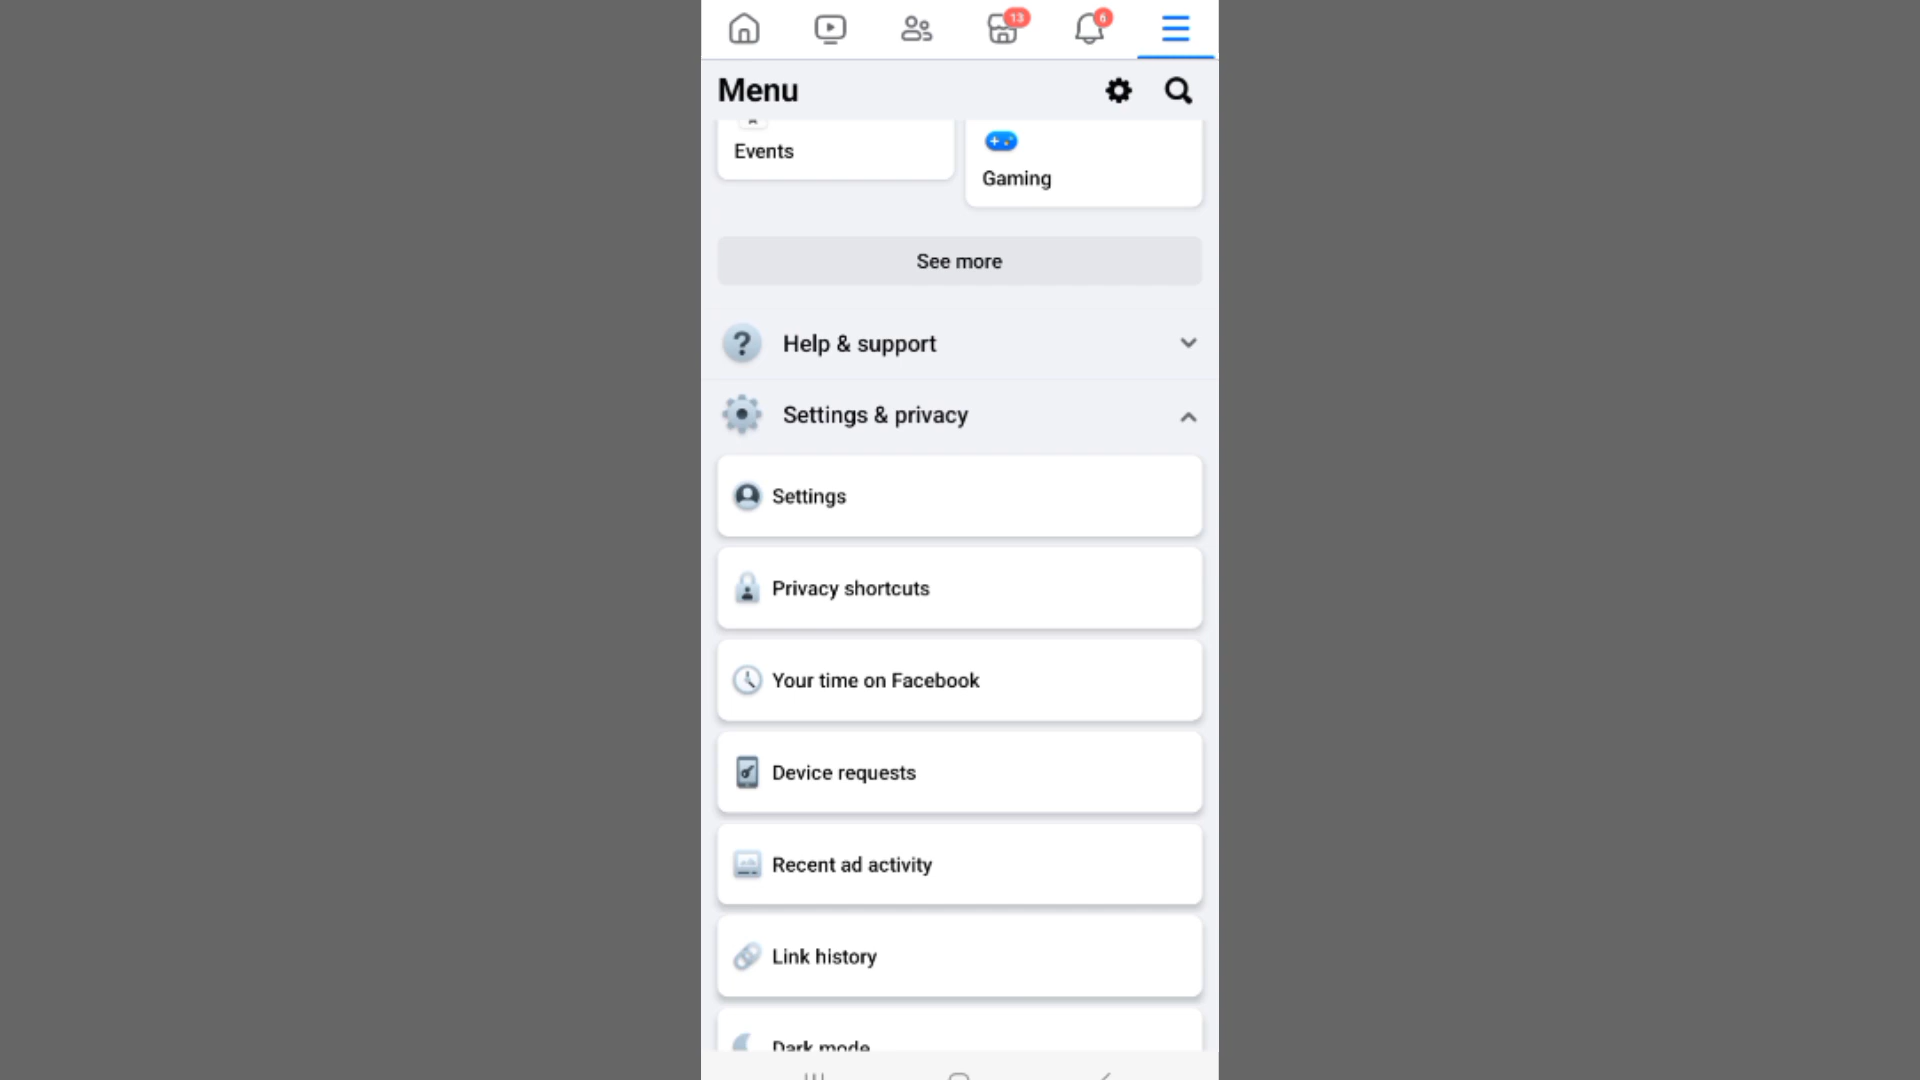 13
6
Menu
Events
Gaming
See more
Help & support
Settings & privacy
Settings
Privacy shortcuts
Your time on Facebook
Device requests
Recent ad activity
Link history
Dark mode